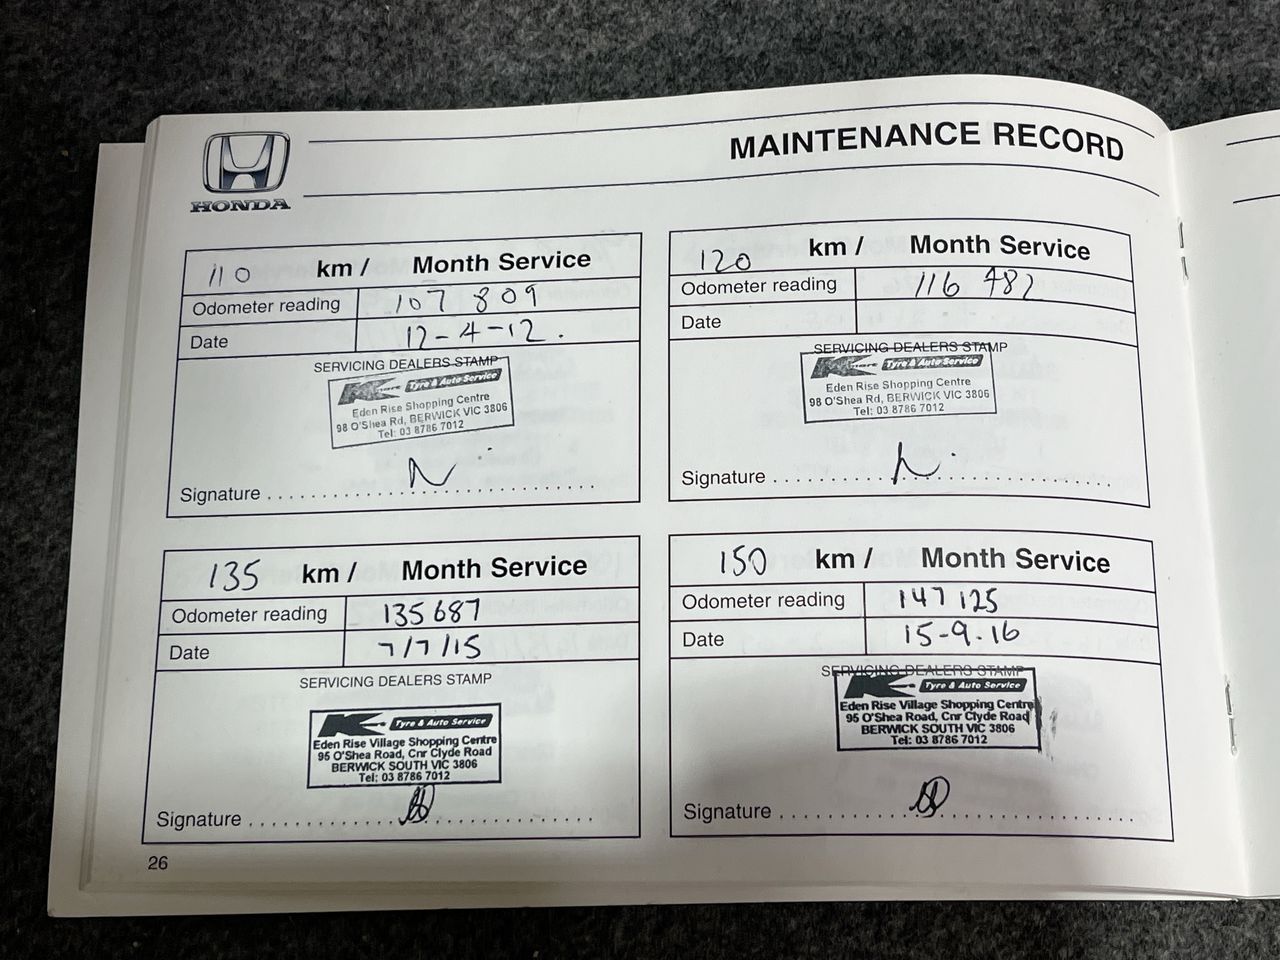 HONDA
MAINTENANCE RECORD
110 km / Month Service
Odometer reading 107 809
Date 12-4-12.
SERVICING DEALERS STAMP
Kmart Tyre & Auto Service
Eden Rise Shopping Centre
98 O'Shea Rd, BERWICK VIC 3806
Tel: 03 8786 7012
Signature
120 km / Month Service
Odometer reading 116 482
Date
SERVICING DEALERS STAMP
Kmart Tyre & Auto Service
Eden Rise Shopping Centre
98 O'Shea Rd, BERWICK VIC 3806
Tel: 03 8786 7012
Signature
135 km / Month Service
Odometer reading 135687
Date 7/7/15
SERVICING DEALERS STAMP
K Tyre & Auto Service
Eden Rise Village Shopping Centre
95 O'Shea Road, Cnr Clyde Road
BERWICK SOUTH VIC 3806
Tel: 03 8786 7012
Signature
150 km / Month Service
Odometer reading 147125
Date 15-9-16
SERVICING DEALERS STAMP
K Tyre & Auto Service
Eden Rise Village Shopping Centre
95 O'Shea Road, Cnr Clyde Road
BERWICK SOUTH VIC 3806
Tel: 03 8786 7012
Signature
26